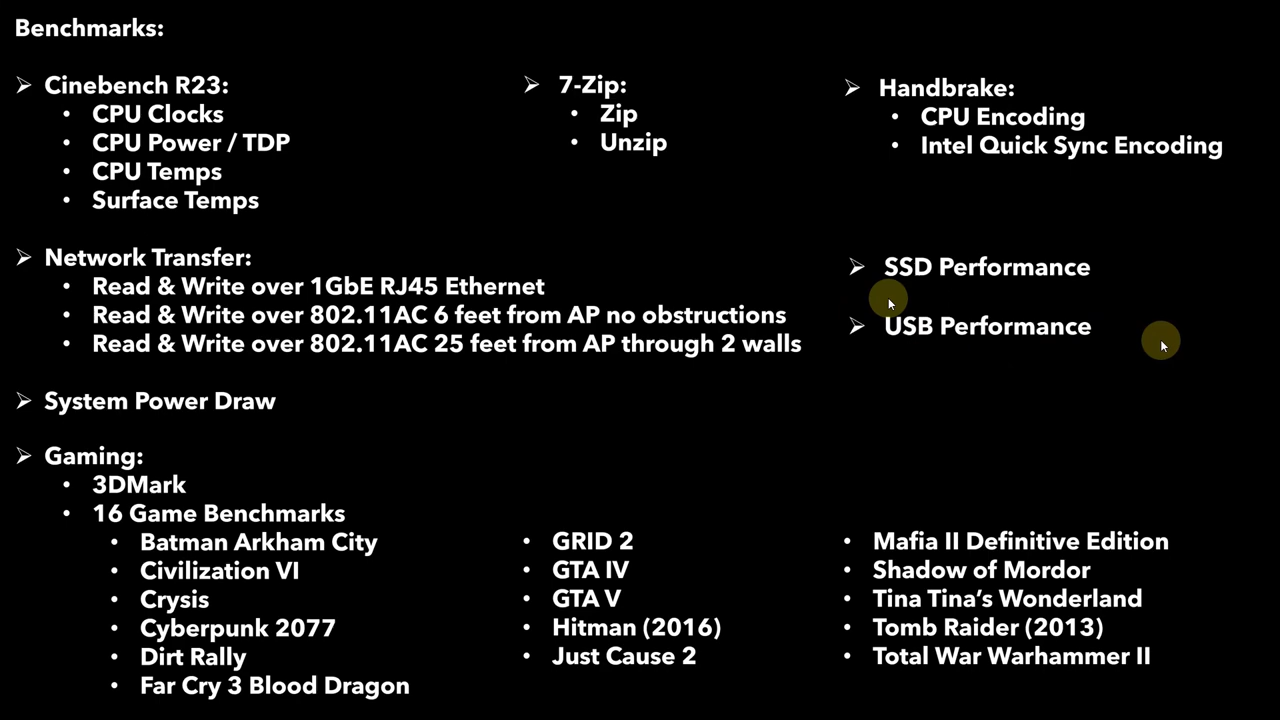 Benchmarks:
Cinebench R23:
CPU Clocks
CPU Power / TDP
CPU Temps
Surface Temps
7-Zip:
Zip
Unzip
Handbrake:
CPU Encoding
Intel Quick Sync Encoding
Network Transfer:
Read & Write over 1GbE RJ45 Ethernet
Read & Write over 802.11AC 6 feet from AP no obstructions
Read & Write over 802.11AC 25 feet from AP through 2 walls
SSD Performance
USB Performance
System Power Draw
Gaming:
3DMark
16 Game Benchmarks
Batman Arkham City
Civilization VI
Crysis
Cyberpunk 2077
Dirt Rally
Far Cry 3 Blood Dragon
GRID 2
GTA IV
GTA V
Hitman (2016)
Just Cause 2
Mafia II Definitive Edition
Shadow of Mordor
Tina Tina’s Wonderland
Tomb Raider (2013)
Total War Warhammer II